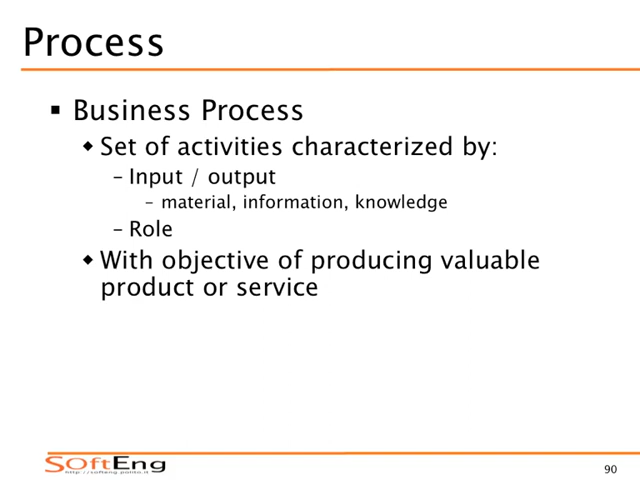 Process
▪ Business Process
◆ Set of activities characterized by:
– Input / output
– material, information, knowledge
– Role
◆ With objective of producing valuable
product or service
SOftEng
http://softeng.polito.it
90